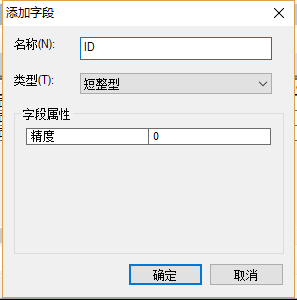 添加字段
名称(N): ID
类型(T): 短整型
字段属性
精度 0
确定 取消